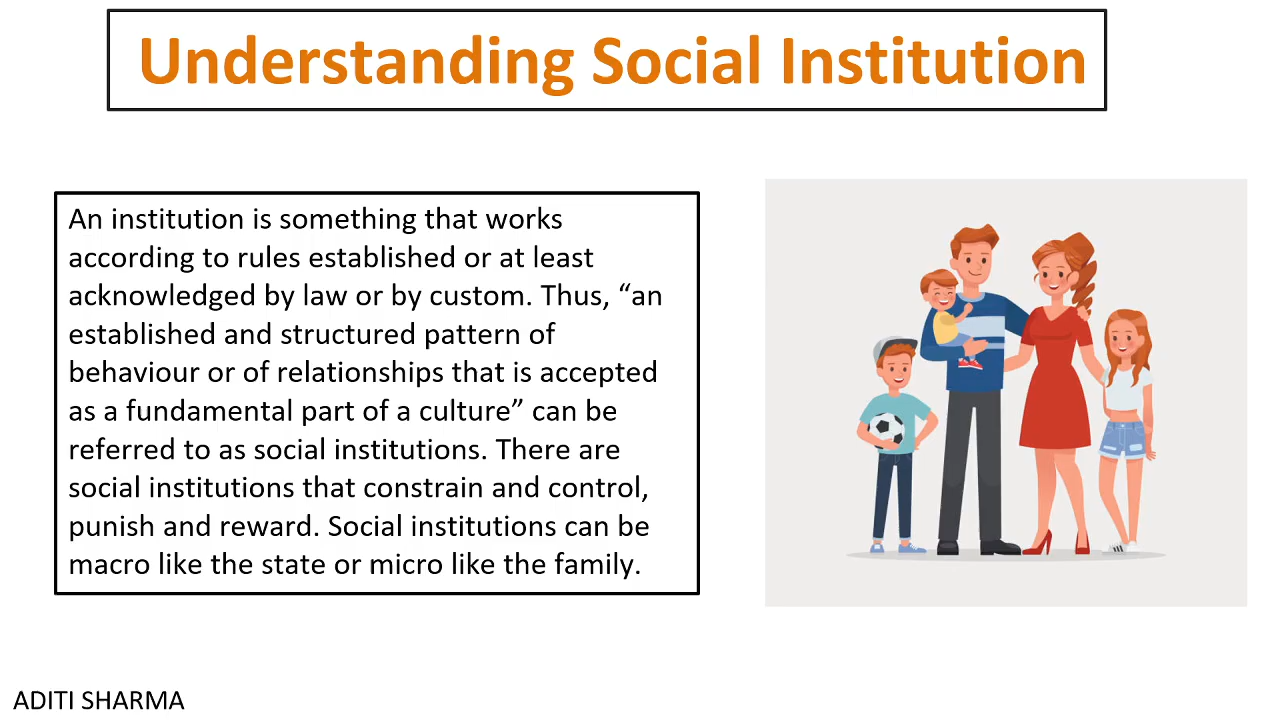 Understanding Social Institution
An institution is something that works
according to rules established or at least
acknowledged by law or by custom. Thus, “an
established and structured pattern of
behaviour or of relationships that is accepted
as a fundamental part of a culture” can be
referred to as social institutions. There are
social institutions that constrain and control,
punish and reward. Social institutions can be
macro like the state or micro like the family.
ADITI SHARMA